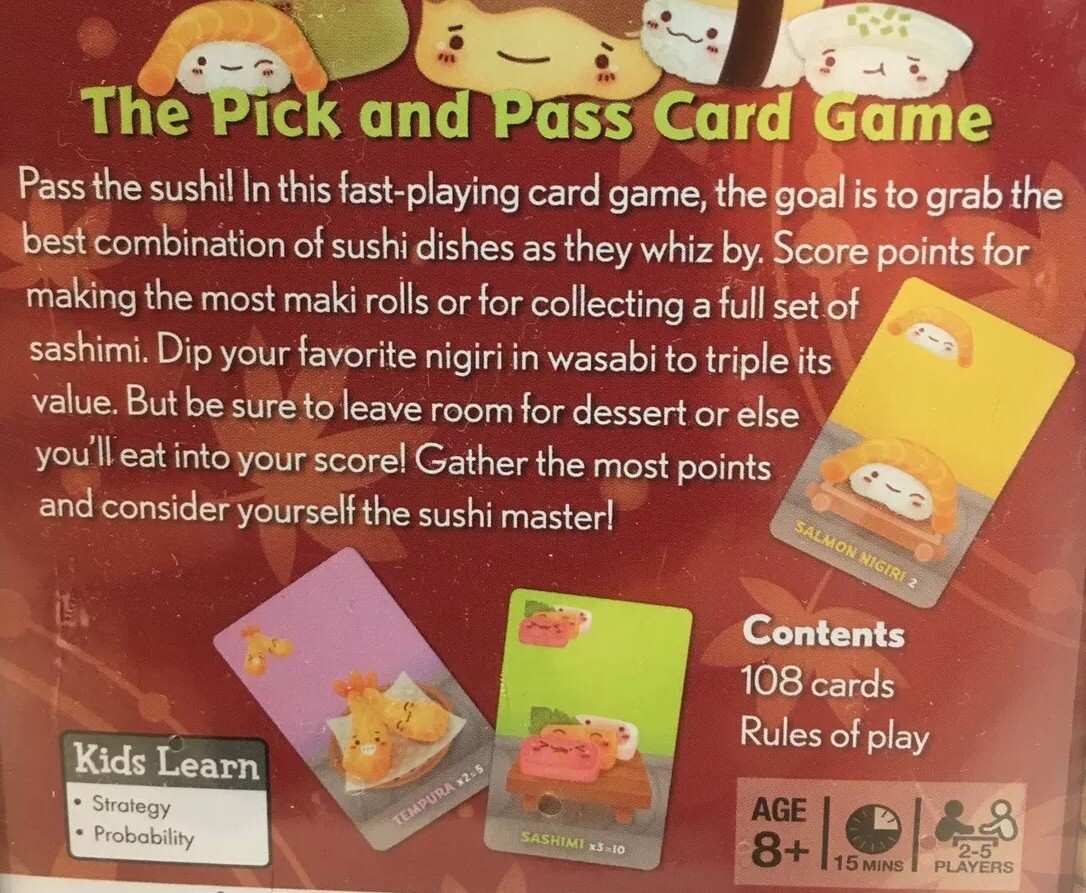 The Pick and Pass Card Game
Pass the sushi! In this fast-playing card game, the goal is to grab the
best combination of sushi dishes as they whiz by. Score points for
making the most maki rolls or for collecting a full set of
sashimi. Dip your favorite nigiri in wasabi to triple its
value. But be sure to leave room for dessert or else
you'll eat into your score! Gather the most points
and consider yourself the sushi master!
SALMON NIGIRI 2
TEMPURA x2=5
SASHIMI x3=10
Contents
108 cards
Rules of play
Kids Learn
• Strategy
• Probability
AGE
8+
15 MINS
2-5
PLAYERS